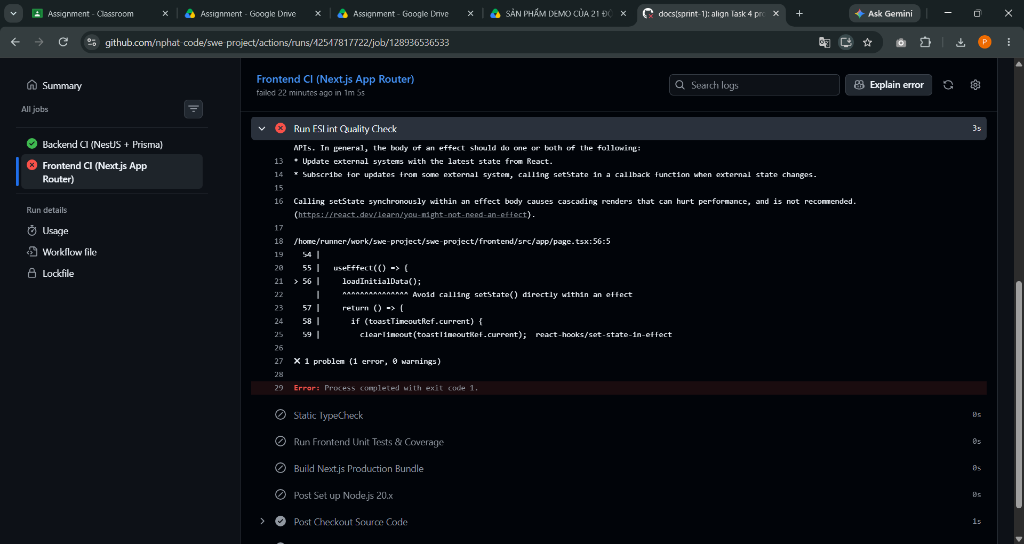 Assignment - Classroom
Assignment - Google Drive
Assignment - Google Drive
SẢN PHẨM DEMO CỦA 21 ĐỘ
docs(sprint-1): align Task 4 pr
Ask Gemini
github.com/nphat-code/swe-project/actions/runs/42547817722/job/128936536533
P
Summary
All jobs
Backend CI (NestJS + Prisma)
Frontend CI (Next.js App
Router)
Run details
Usage
Workflow file
Lockfile
Frontend CI (Next.js App Router)
failed 22 minutes ago in 1m 5s
Search logs
Explain error
Run ESLint Quality Check
3s
APIs. In general, the body of an effect should do one or both of the following:
13 * Update external systems with the latest state from React.
14 * Subscribe for updates from some external system, calling setState in a callback function when external state changes.
15
16 Calling setState synchronously within an effect body causes cascading renders that can hurt performance, and is not recommended.
(https://react.dev/learn/you-might-not-need-an-effect).
17
18 /home/runner/work/swe-project/swe-project/frontend/src/app/page.tsx:56:5
19 54 |
20 55 | useEffect(() => {
21 > 56 | loadInitialData();
22 | ^^^^^^^^^^^^^^^ Avoid calling setState() directly within an effect
23 57 | return () => {
24 58 | if (toastTimeoutRef.current) {
25 59 | clearTimeout(toastTimeoutRef.current); react-hooks/set-state-in-effect
26
27 ✖ 1 problem (1 error, 0 warnings)
28
29 Error: Process completed with exit code 1.
Static TypeCheck
0s
Run Frontend Unit Tests & Coverage
0s
Build Next.js Production Bundle
0s
Post Set up Node.js 20.x
0s
Post Checkout Source Code
1s